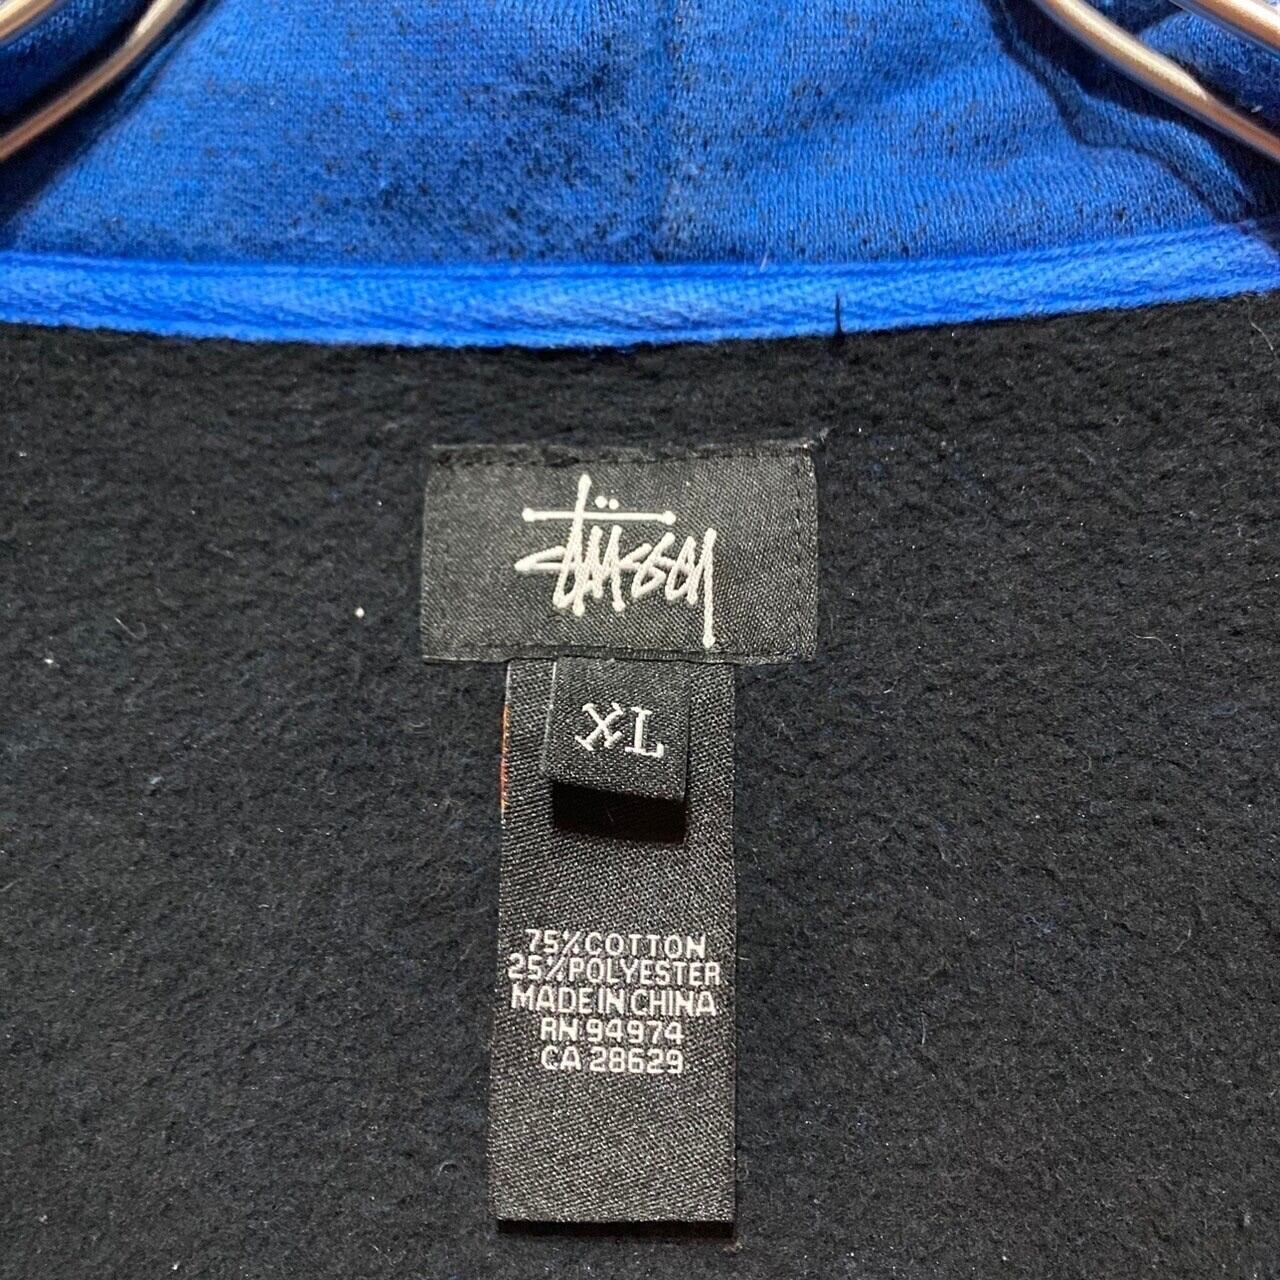 Stüssy
XL
75%COTTON
25%POLYESTER
MADE IN CHINA
RN 94974
CA 28629